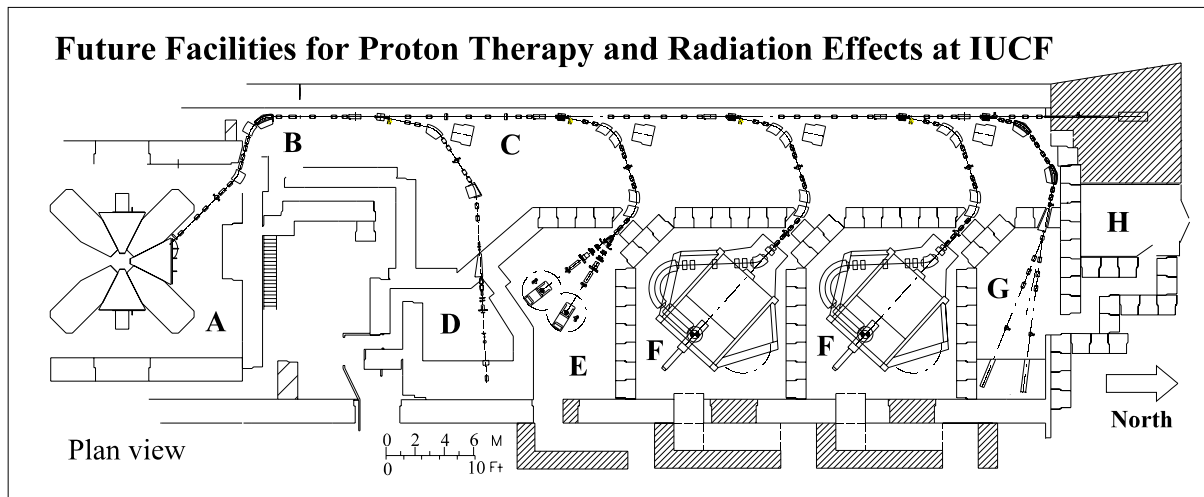 Future Facilities for Proton Therapy and Radiation Effects at IUCF
B
C
H
A
D
E
F
F
G
North
Plan view
0 2 4 6 M
0 10 Ft